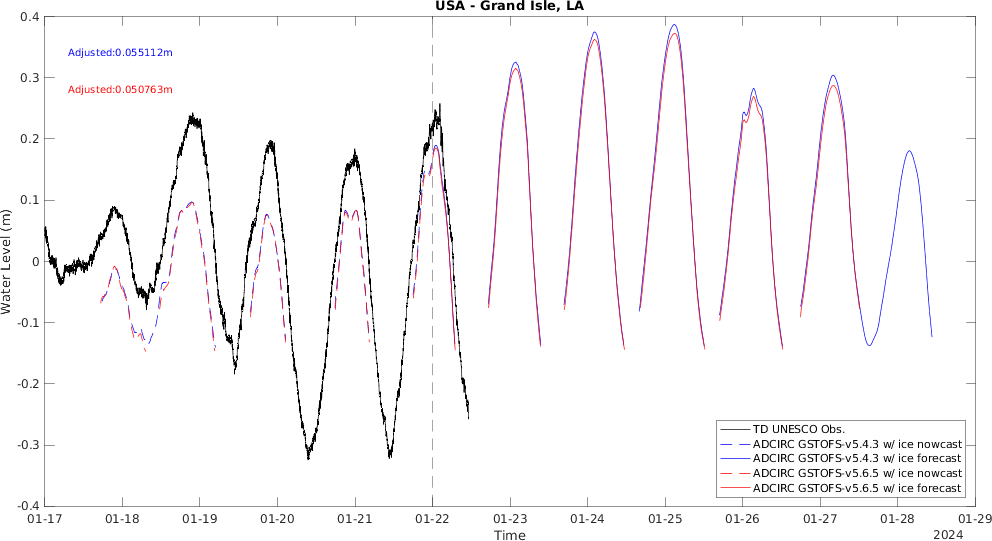 USA - Grand Isle, LA
Adjusted:0.055112m
Adjusted:0.050763m
Water Level (m)
0.4
0.3
0.2
0.1
0
-0.1
-0.2
-0.3
-0.4
TD UNESCO Obs.
ADCIRC GSTOFS-v5.4.3 w/ ice nowcast
ADCIRC GSTOFS-v5.4.3 w/ ice forecast
ADCIRC GSTOFS-v5.6.5 w/ ice nowcast
ADCIRC GSTOFS-v5.6.5 w/ ice forecast
01-17 01-18 01-19 01-20 01-21 01-22 01-23 01-24 01-25 01-26 01-27 01-28 01-29
Time
2024